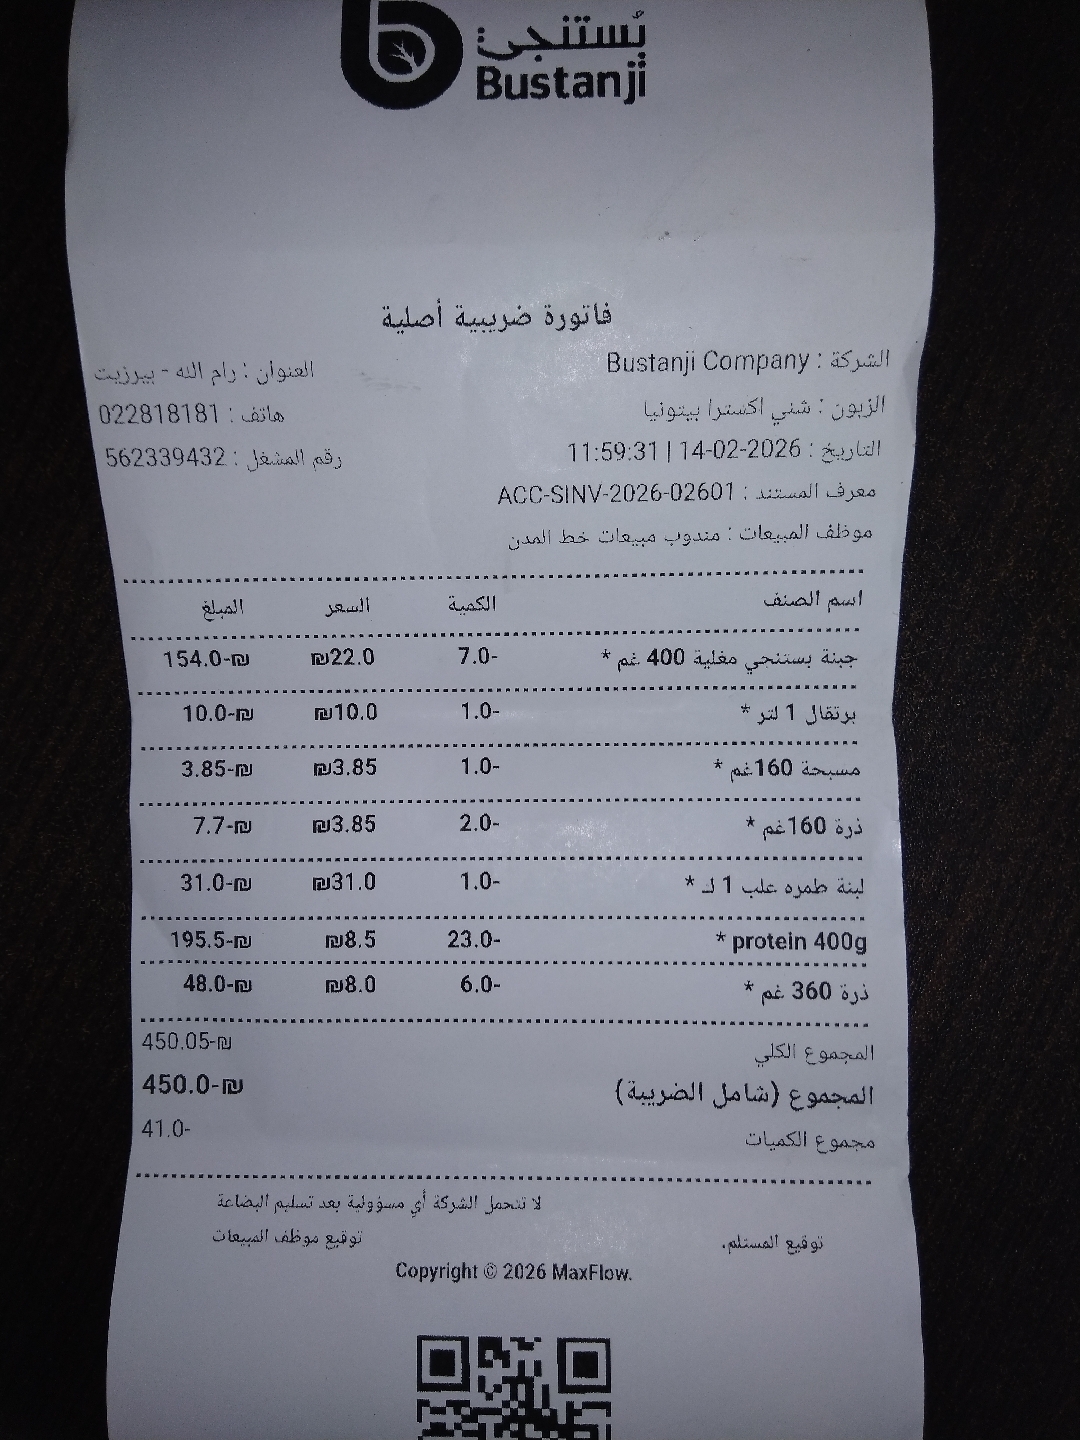 بُستنجي
Bustanji
فاتورة ضريبية أصلية
الشركة : Bustanji Company
العنوان : رام الله - بيرزيت
الزبون : شني اكسترا بيتونيا
هاتف : 022818181
التاريخ : 14-02-2026 | 11:59:31
رقم المشغل : 562339432
معرف المستند : ACC-SINV-2026-02601
موظف المبيعات : مندوب مبيعات خط المدن
اسم الصنف الكمية السعر المبلغ
جبنة بستنجي مغلية 400 غم * 7.0- ₪22.0 154.0-₪
برتقال 1 لتر * 1.0- ₪10.0 10.0-₪
مسبحة 160غم * 1.0- ₪3.85 3.85-₪
ذرة 160غم * 2.0- ₪3.85 7.7-₪
لبنة طمره علب 1 لـ * 1.0- ₪31.0 31.0-₪
protein 400g * 23.0- ₪8.5 195.5-₪
ذرة 360 غم * 6.0- ₪8.0 48.0-₪
المجموع الكلي 450.05-₪
المجموع (شامل الضريبة) 450.0-₪
مجموع الكميات 41.0-
لا تتحمل الشركة أي مسؤولية بعد تسليم البضاعة
توقيع المستلم. توقيع موظف المبيعات
Copyright © 2026 MaxFlow.